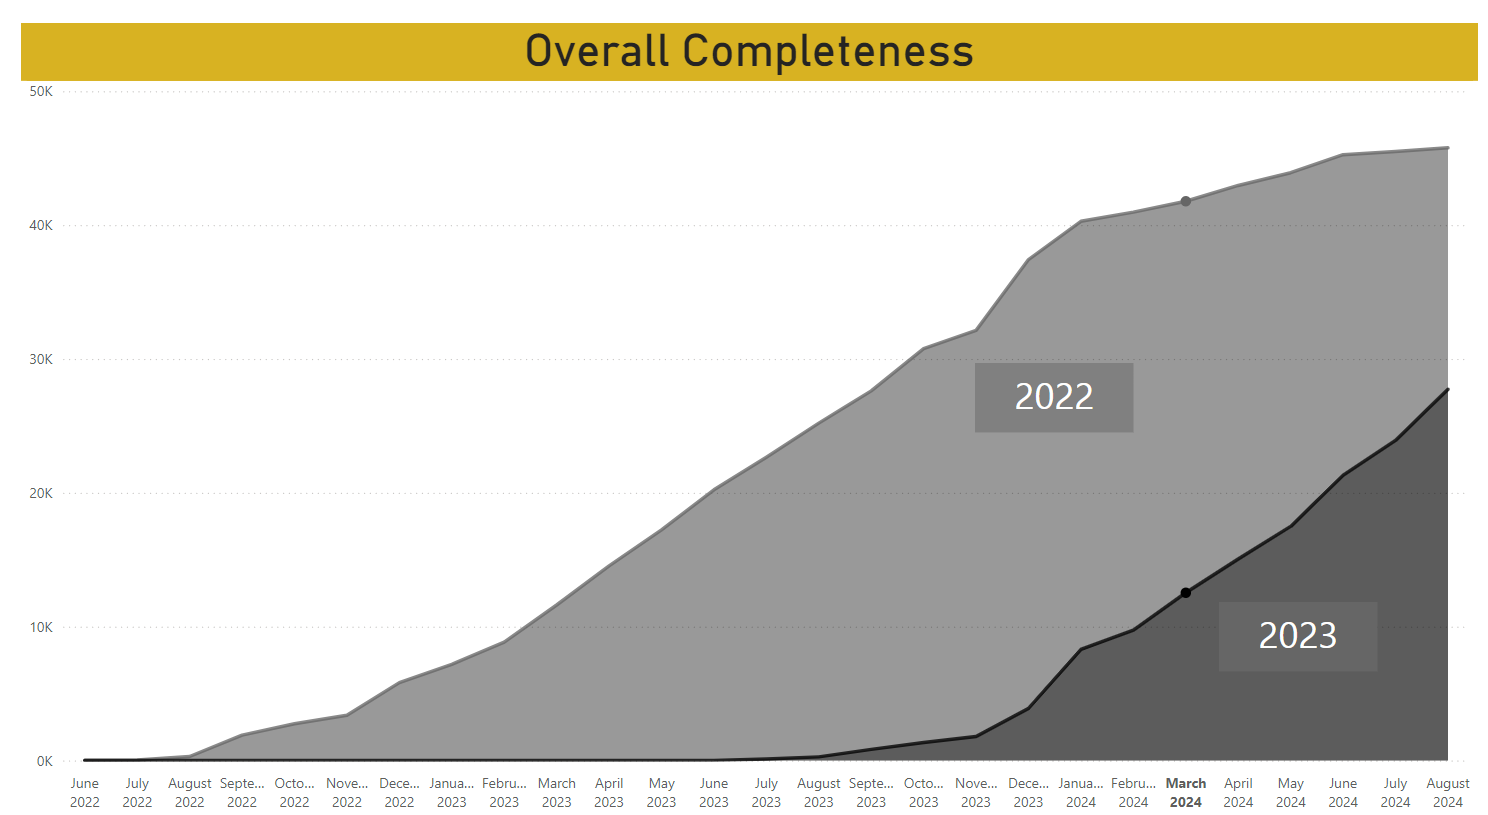 Overall Completeness
50K
40K
30K
20K
10K
0K
2022
2023
June July August Septe... Octo... Nove... Dece... Janua... Febru... March April May June July August Septe... Octo... Nove... Dece... Janua... Febru... March April May June July August
2022 2022 2022 2022 2022 2022 2022 2023 2023 2023 2023 2023 2023 2023 2023 2023 2023 2023 2023 2024 2024 2024 2024 2024 2024 2024 2024